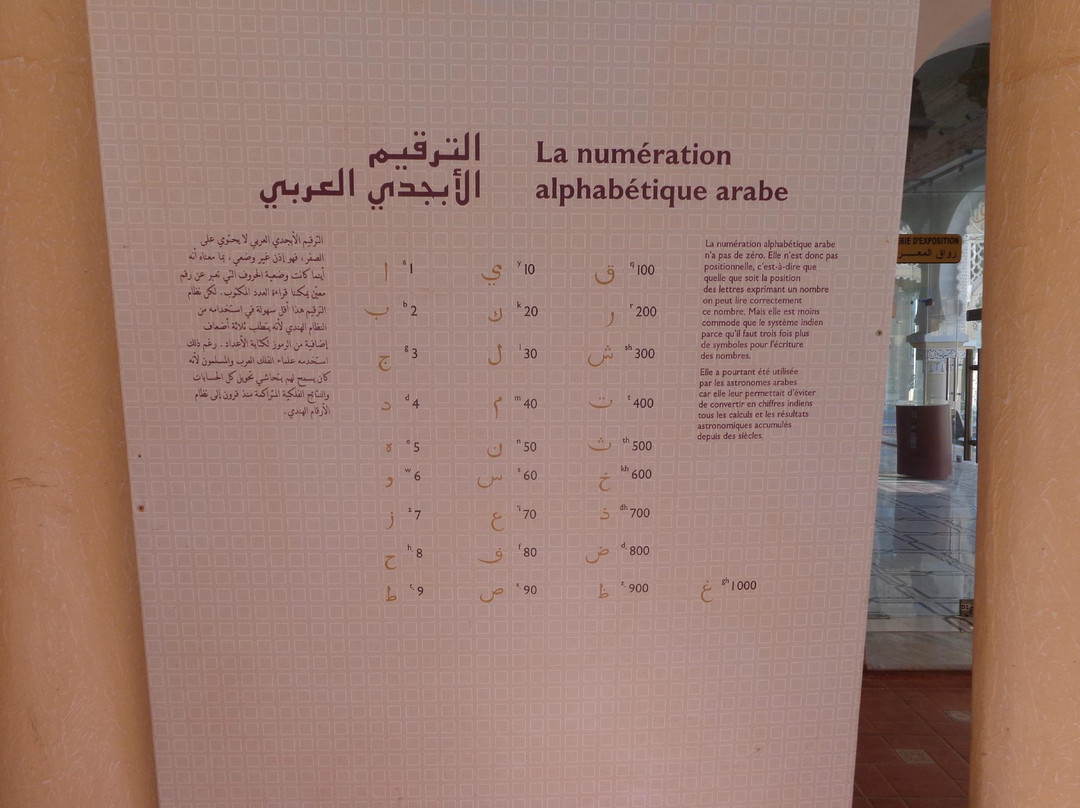 الترقيم
الأبجدي العربي
La numération
alphabétique arabe
الترقيم الأبجدي العربي لا يحتوي على
الصفر، فهو إذن غير وضعي، بما معناه أنه
أينما كانت وضعية الحروف التي تعبر عن رقم
معيّن يمكننا قراءة العدد المكتوب. لكن نظام
الترقيم هذا أقل سهولة في استخدامه من
النظام الهندي لأنه يتطلب ثلاثة أضعاف
إضافية من الرموز لكتابة الأعداد. رغم ذلك
استخدمه علماء الفلك العرب والمسلمون لأنه
كان يسمح لهم بتحاشي تحويل كل الحسابات
والنتائج الفلكية المتراكمة منذ قرون إلى نظام
الأرقام الهندي.
ا a 1 ي y 10 ق q 100
ب b 2 ك k 20 ر r 200
ج g 3 ل l 30 ش sh 300
د d 4 م m 40 ت t 400
ه e 5 ن n 50 ث th 500
و w 6 س s 60 خ kh 600
ز z 7 ع 70 ذ dh 700
ح h 8 ف f 80 ض d 800
ط t 9 ص s 90 ظ z 900 غ gh 1000
La numération alphabétique arabe
n'a pas de zéro. Elle n'est donc pas
positionnelle, c'est-à-dire que
quelle que soit la position
des lettres exprimant un nombre
on peut lire correctement
ce nombre. Mais elle est moins
commode que le système indien
parce qu'il faut trois fois plus
de symboles pour l'écriture
des nombres.
Elle a pourtant été utilisée
par les astronomes arabes
car elle leur permettrait d'éviter
de convertir en chiffres indiens
tous les calculs et les résultats
astronomiques accumulés
depuis des siècles.
RIE D'EXPOSITION
رواق المعر